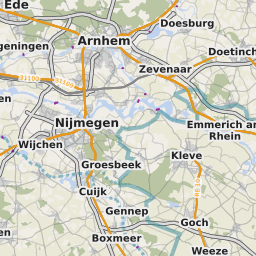 Ede
Doesburg
Arnhem
geningen
Doetinch
Zevenaar
Nijmegen
Emmerich am
Rhein
Wijchen
Kleve
Groesbeek
Cuijk
Gennep
Goch
Boxmeer
Weeze